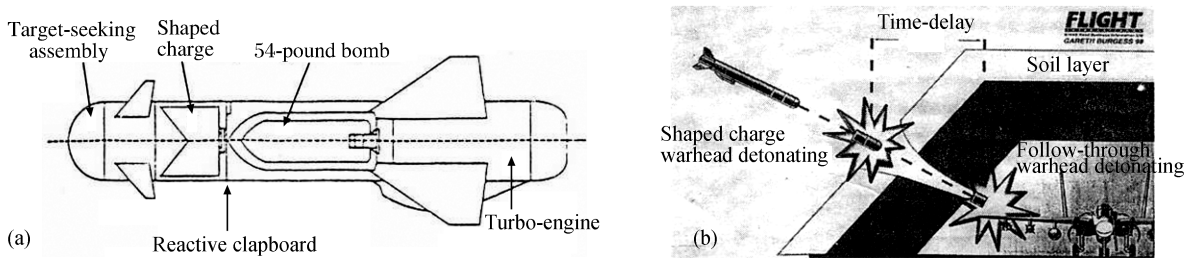 Target-seeking
assembly
Shaped
charge
54-pound bomb
Turbo-engine
Reactive clapboard
(a)
Time-delay
FLIGHT
GARETH BURGESS 98
Soil layer
Shaped charge
warhead detonating
Follow-through
warhead detonating
(b)